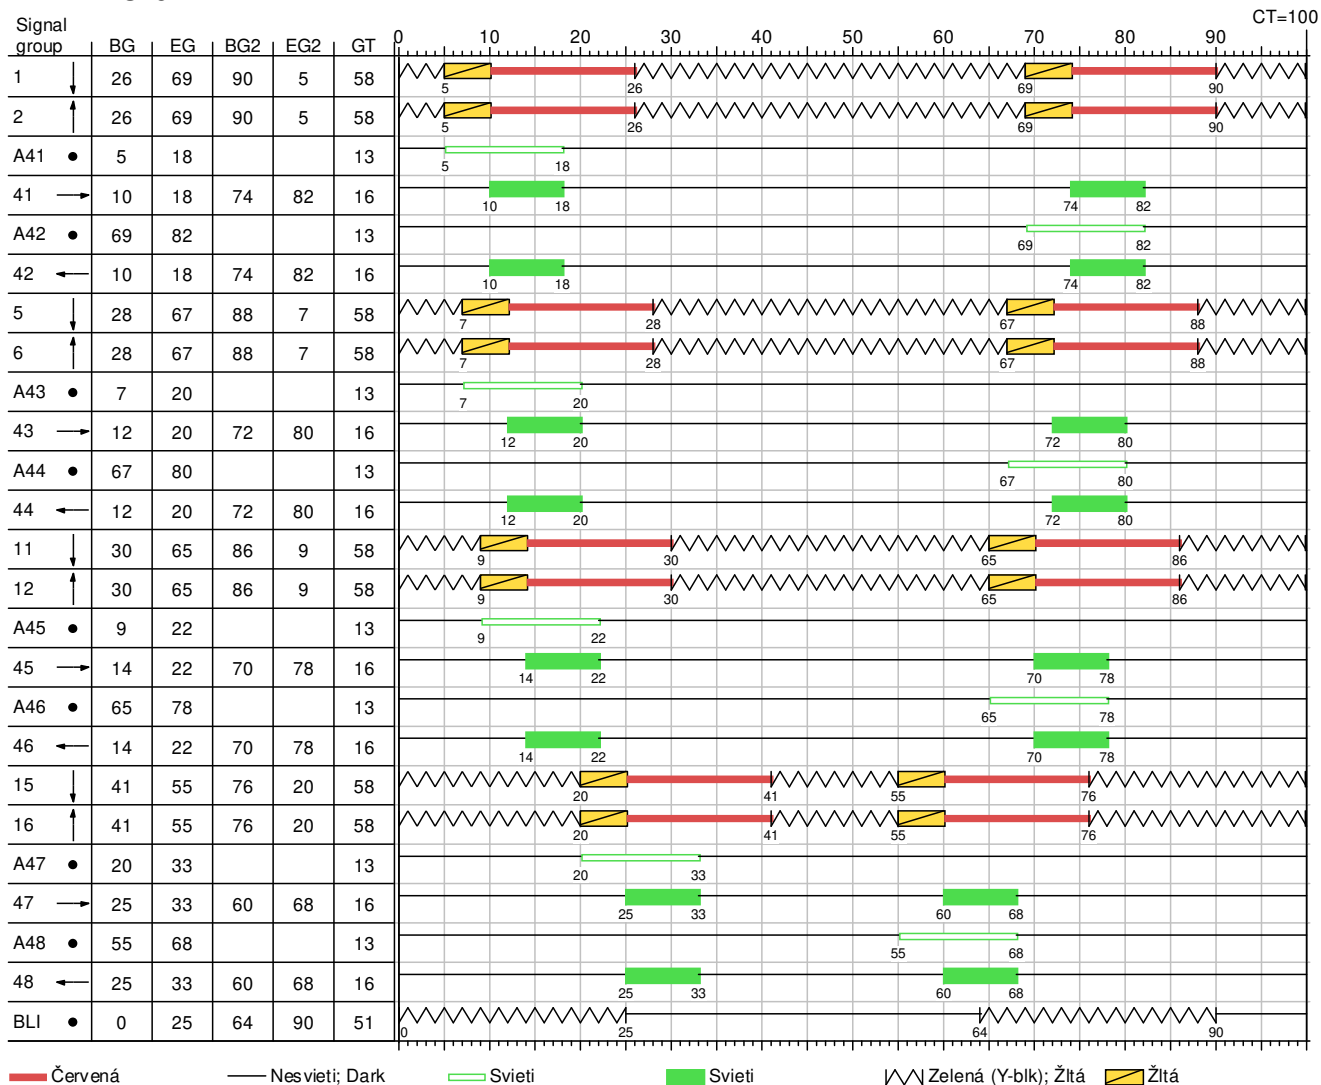 CT=100
Signal group BG EG BG2 EG2 GT 0 10 20 30 40 50 60 70 80 90
1 26 69 90 5 58 5 26 69 90
2 26 69 90 5 58 5 26 69 90
A41 5 18 13 5 18
41 10 18 74 82 16 10 18 74 82
A42 69 82 13 69 82
42 10 18 74 82 16 10 18 74 82
5 28 67 88 7 58 7 28 67 88
6 28 67 88 7 58 7 28 67 88
A43 7 20 13 7 20
43 12 20 72 80 16 12 20 72 80
A44 67 80 13 67 80
44 12 20 72 80 16 12 20 72 80
11 30 65 86 9 58 9 30 65 86
12 30 65 86 9 58 9 30 65 86
A45 9 22 13 9 22
45 14 22 70 78 16 14 22 70 78
A46 65 78 13 65 78
46 14 22 70 78 16 14 22 70 78
15 41 55 76 20 58 20 41 55 76
16 41 55 76 20 58 20 41 55 76
A47 20 33 13 20 33
47 25 33 60 68 16 25 33 60 68
A48 55 68 13 55 68
48 25 33 60 68 16 25 33 60 68
BLI 0 25 64 90 51 0 25 64 90
Červená Nesvieti; Dark Svieti Svieti Zelená (Y-blk); Žltá Žltá